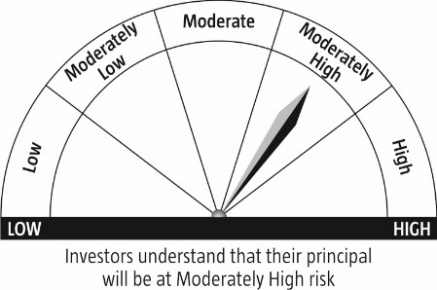 Low
Moderately
Low
Moderate
Moderately
High
High
LOW
HIGH
Investors understand that their principal
will be at Moderately High risk